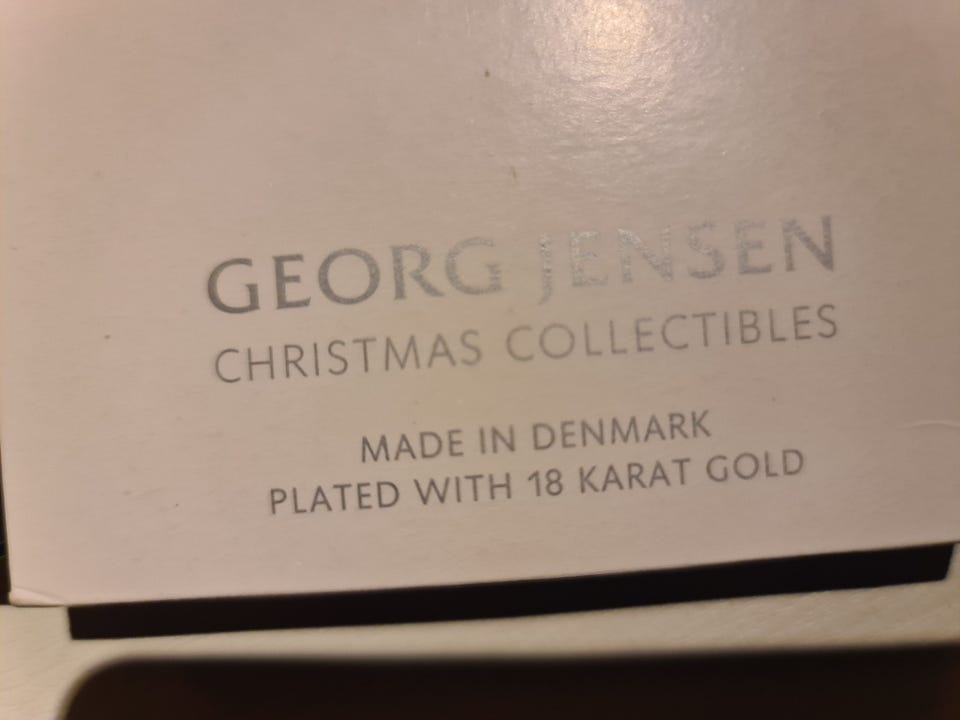 GEORG JENSEN
CHRISTMAS COLLECTIBLES
MADE IN DENMARK
PLATED WITH 18 KARAT GOLD